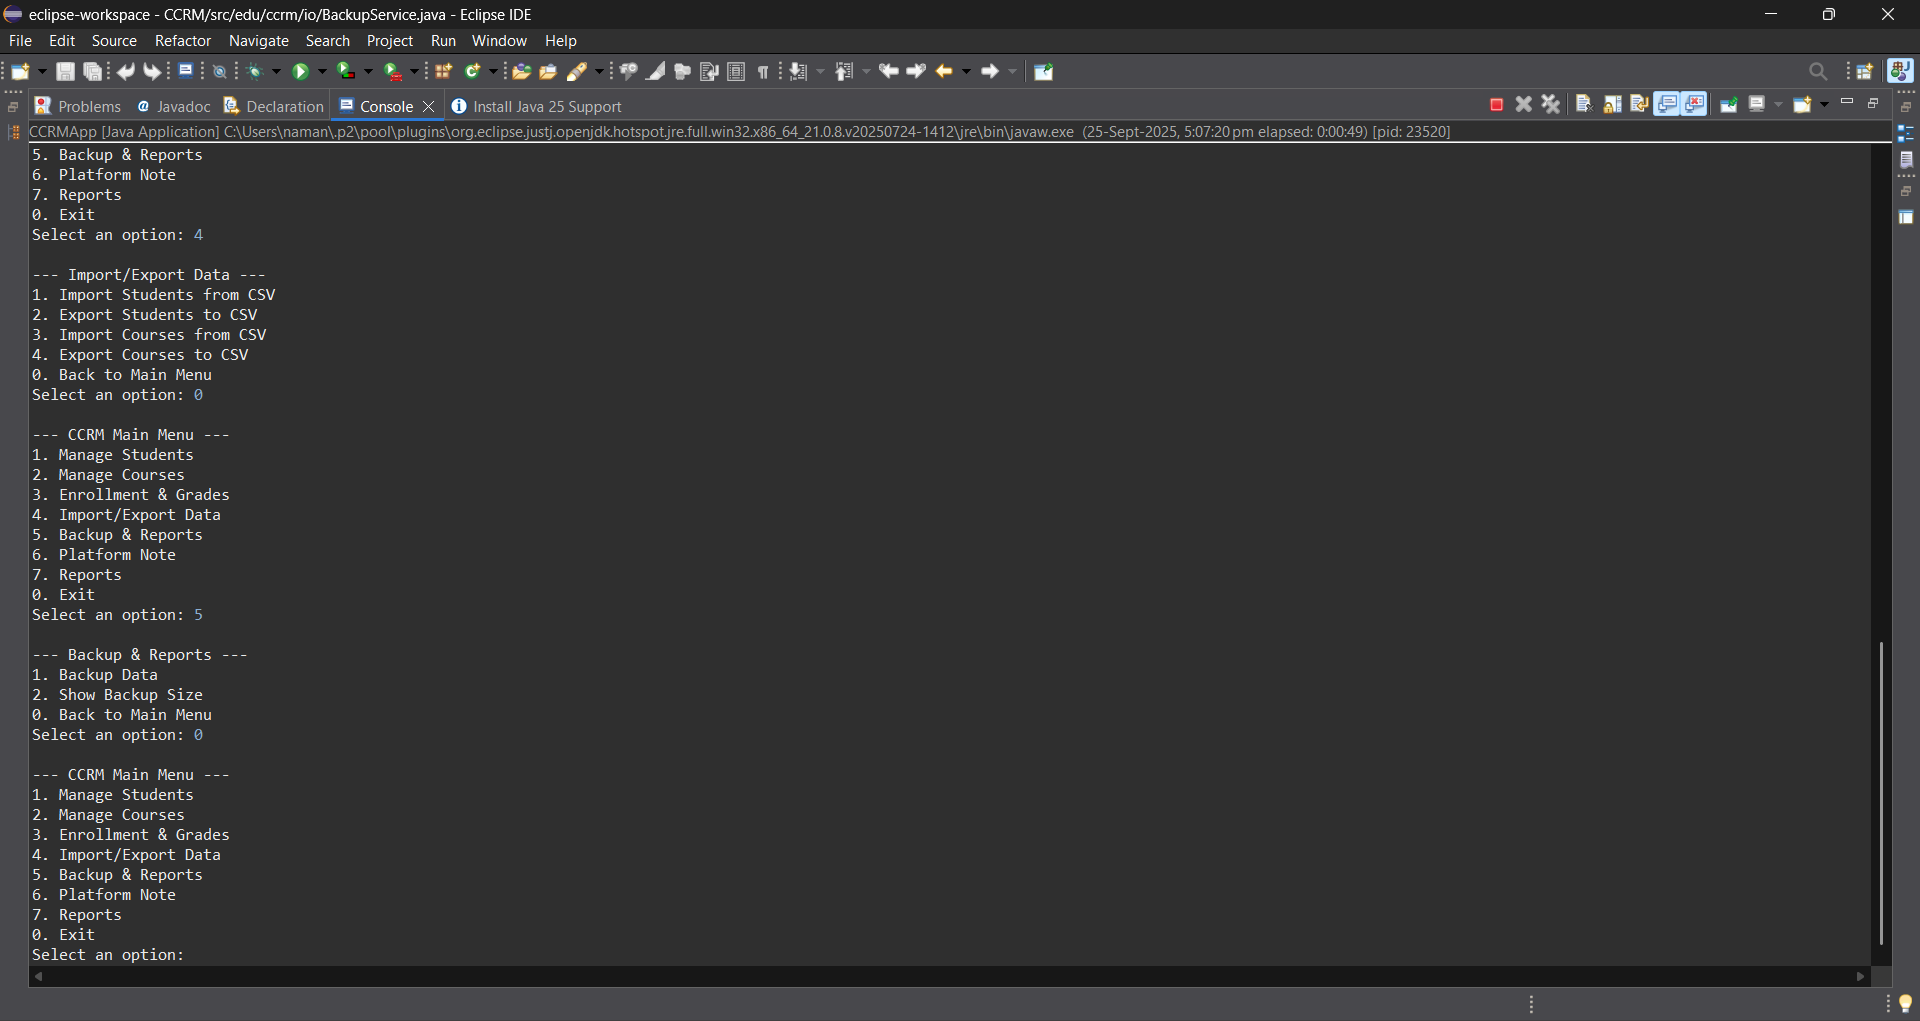 eclipse-workspace - CCRM/src/edu/ccrm/io/BackupService.java - Eclipse IDE
File Edit Source Refactor Navigate Search Project Run Window Help
Problems Javadoc Declaration Console Install Java 25 Support
CCRMApp [Java Application] C:\Users\naman\.p2\pool\plugins\org.eclipse.justj.openjdk.hotspot.jre.full.win32.x86_64_21.0.8.v20250724-1412\jre\bin\javaw.exe (25-Sept-2025, 5:07:20 pm elapsed: 0:00:49) [pid: 23520]
5. Backup & Reports
6. Platform Note
7. Reports
0. Exit
Select an option: 4
--- Import/Export Data ---
1. Import Students from CSV
2. Export Students to CSV
3. Import Courses from CSV
4. Export Courses to CSV
0. Back to Main Menu
Select an option: 0
--- CCRM Main Menu ---
1. Manage Students
2. Manage Courses
3. Enrollment & Grades
4. Import/Export Data
5. Backup & Reports
6. Platform Note
7. Reports
0. Exit
Select an option: 5
--- Backup & Reports ---
1. Backup Data
2. Show Backup Size
0. Back to Main Menu
Select an option: 0
--- CCRM Main Menu ---
1. Manage Students
2. Manage Courses
3. Enrollment & Grades
4. Import/Export Data
5. Backup & Reports
6. Platform Note
7. Reports
0. Exit
Select an option: